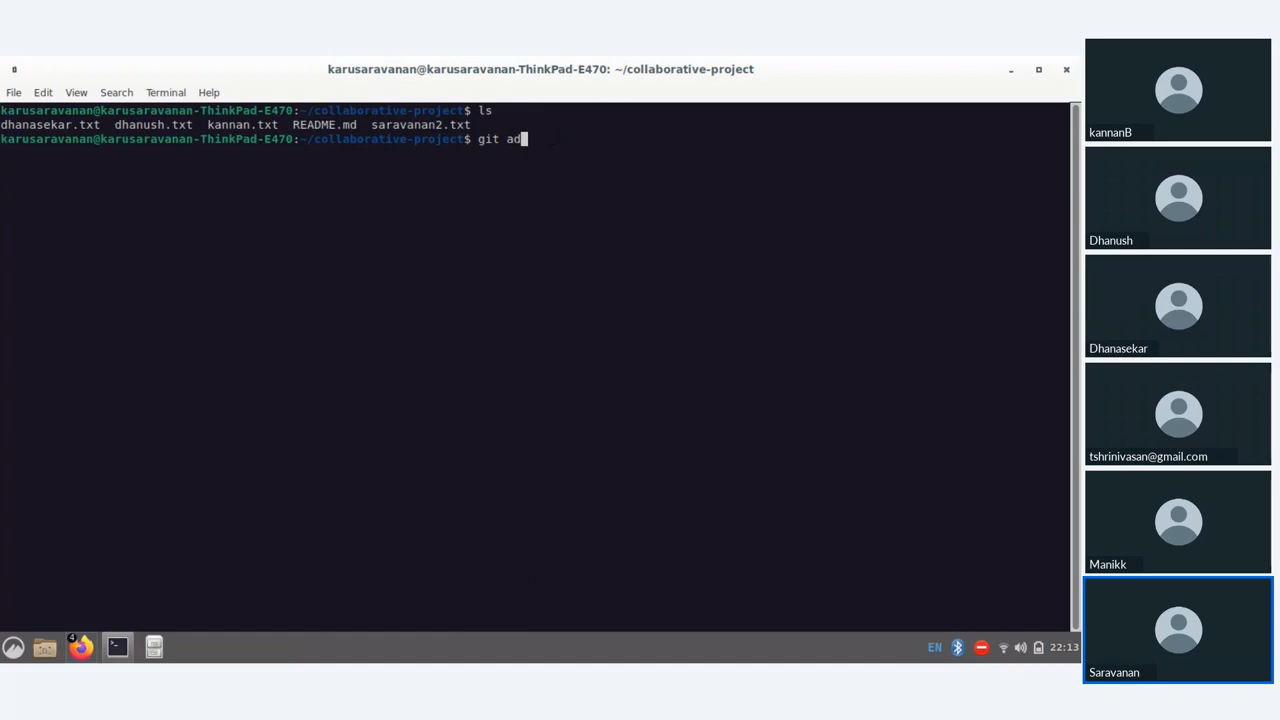 karusaravanan@karusaravanan-ThinkPad-E470: ~/collaborative-project
File Edit View Search Terminal Help
karusaravanan@karusaravanan-ThinkPad-E470:~/collaborative-project$ ls
dhanasekar.txt dhanush.txt kannan.txt README.md saravanan2.txt
karusaravanan@karusaravanan-ThinkPad-E470:~/collaborative-project$ git ad
4
EN 22:13
kannanB
Dhanush
Dhanasekar
tshrinivasan@gmail.com
Manikk
Saravanan